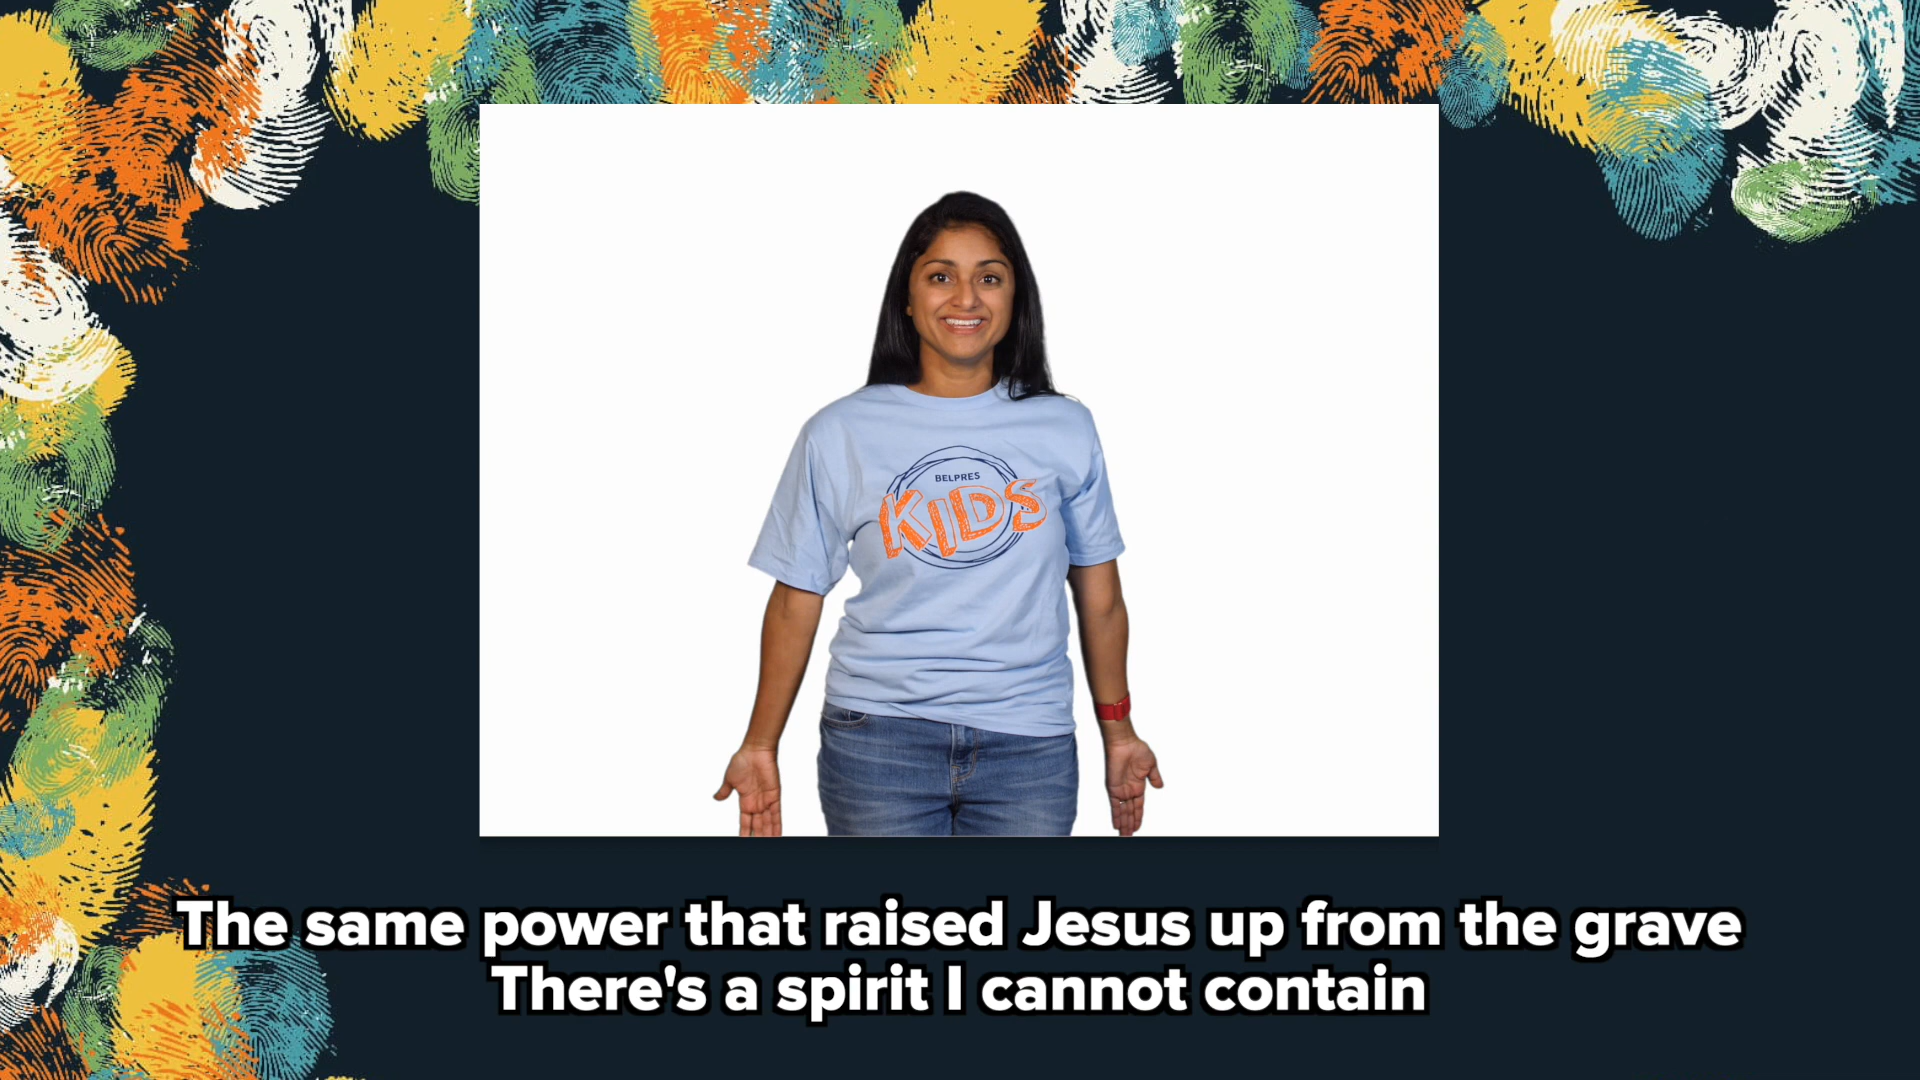 BELPRES
KIDS
The same power that raised Jesus up from the grave
There's a spirit I cannot contain